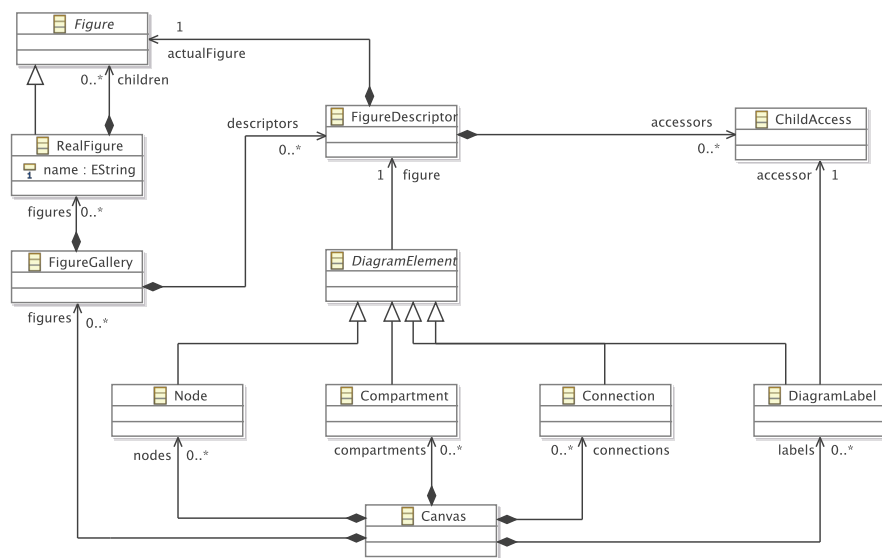 Figure
1
actualFigure
0..* children
FigureDescriptor
ChildAccess
descriptors
0..*
accessors
0..*
RealFigure
name : EString
1
1 figure
accessor 1
figures 0..*
FigureGallery
DiagramElement
figures 0..*
Node
Compartment
Connection
DiagramLabel
nodes 0..*
compartments 0..*
0..* connections
labels 0..*
Canvas